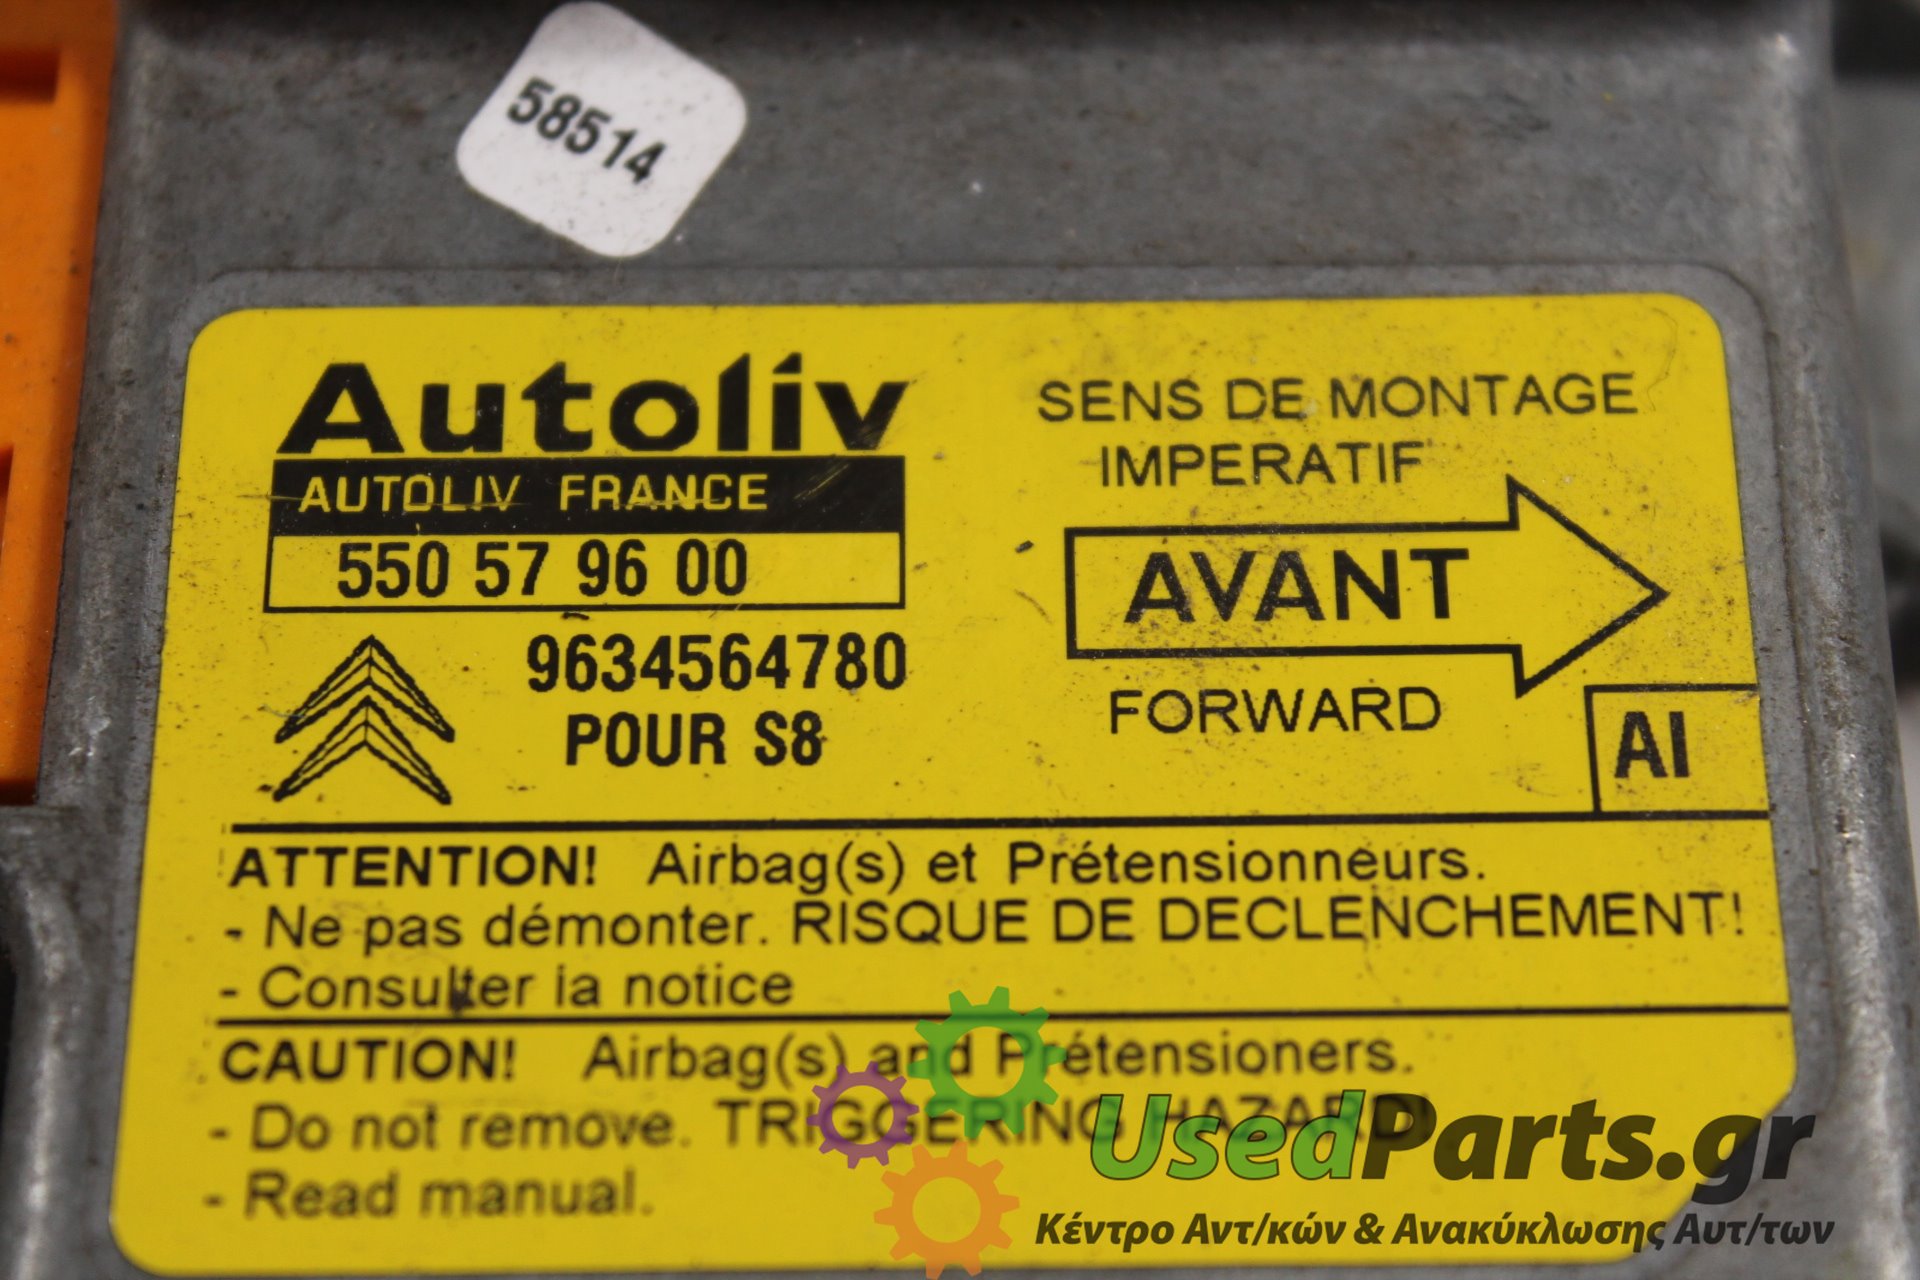 58514
Autoliv
AUTOLIV FRANCE
550 57 96 00
9634564780
POUR S8
SENS DE MONTAGE
IMPERATIF
AVANT
FORWARD
AI
ATTENTION! Airbag(s) et Prétensionneurs.
- Ne pas démonter. RISQUE DE DECLENCHEMENT!
- Consulter la notice
CAUTION! Airbag(s) and Prétensioners.
- Do not remove. TRIGGERING HAZARD!
- Read manual.
UsedParts.gr
Κέντρο Αντ/κών & Ανακύκλωσης Αυτ/των